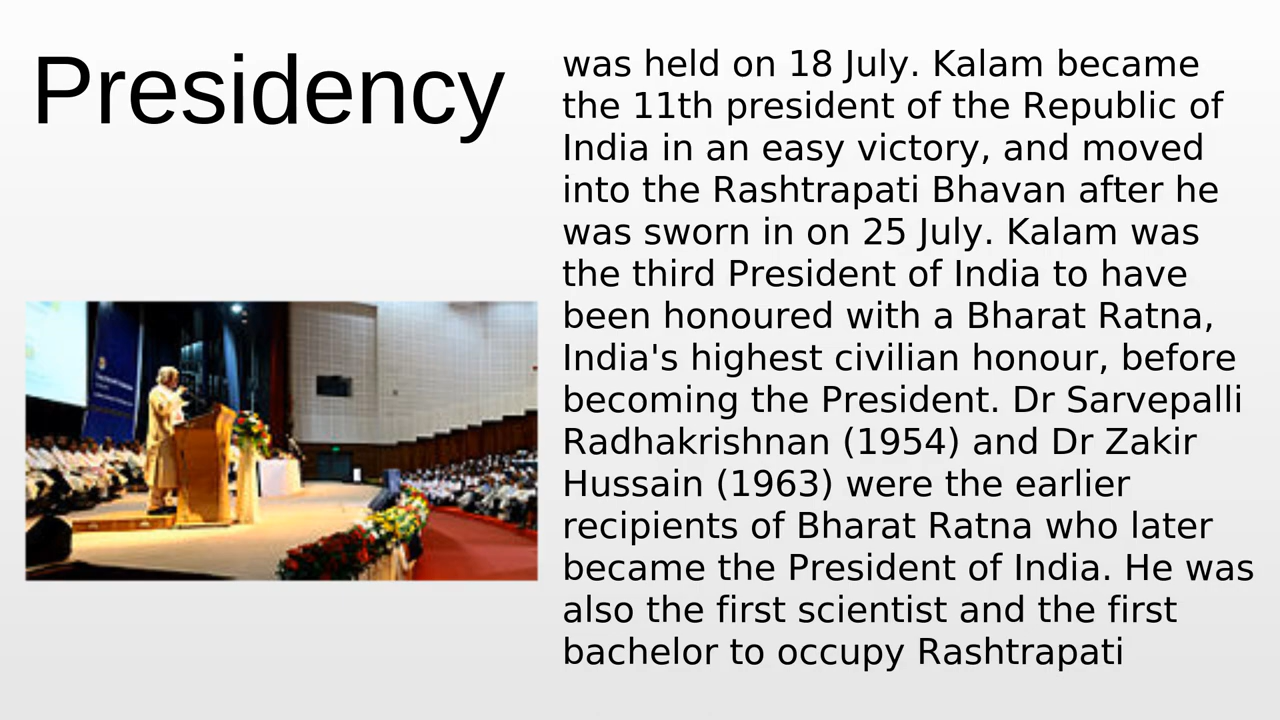 Presidency
was held on 18 July. Kalam became
the 11th president of the Republic of
India in an easy victory, and moved
into the Rashtrapati Bhavan after he
was sworn in on 25 July. Kalam was
the third President of India to have
been honoured with a Bharat Ratna,
India's highest civilian honour, before
becoming the President. Dr Sarvepalli
Radhakrishnan (1954) and Dr Zakir
Hussain (1963) were the earlier
recipients of Bharat Ratna who later
became the President of India. He was
also the first scientist and the first
bachelor to occupy Rashtrapati